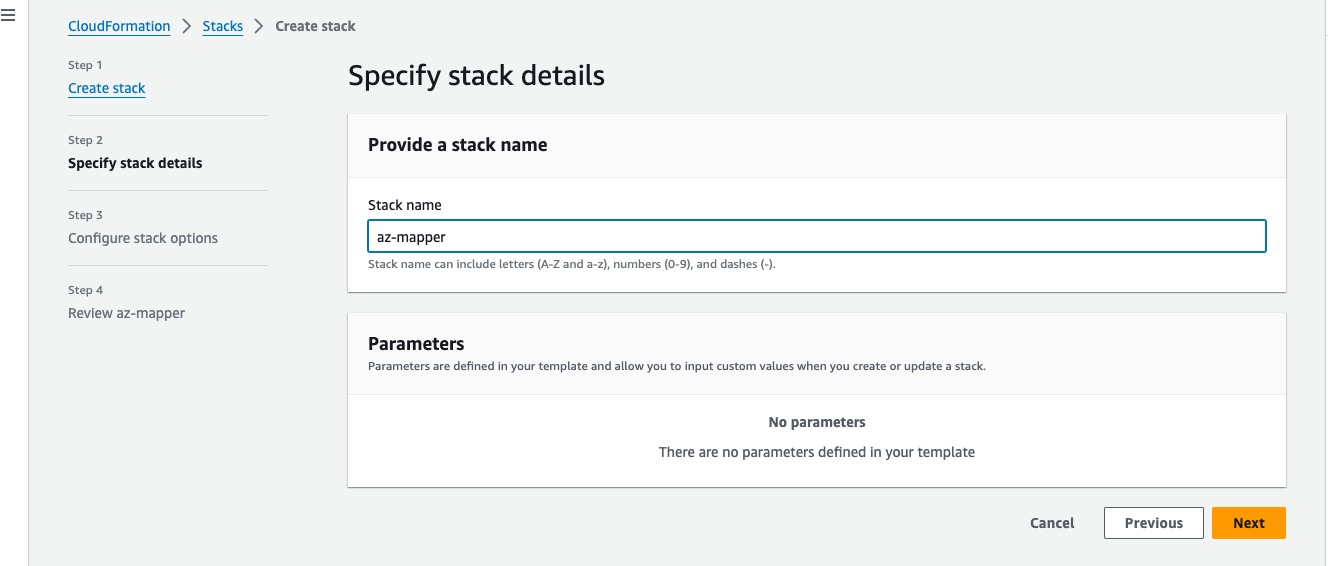 CloudFormation > Stacks > Create stack
Step 1
Create stack
Step 2
Specify stack details
Step 3
Configure stack options
Step 4
Review az-mapper
Specify stack details
Provide a stack name
Stack name
az-mapper
Stack name can include letters (A-Z and a-z), numbers (0-9), and dashes (-).
Parameters
Parameters are defined in your template and allow you to input custom values when you create or update a stack.
No parameters
There are no parameters defined in your template
Cancel Previous Next